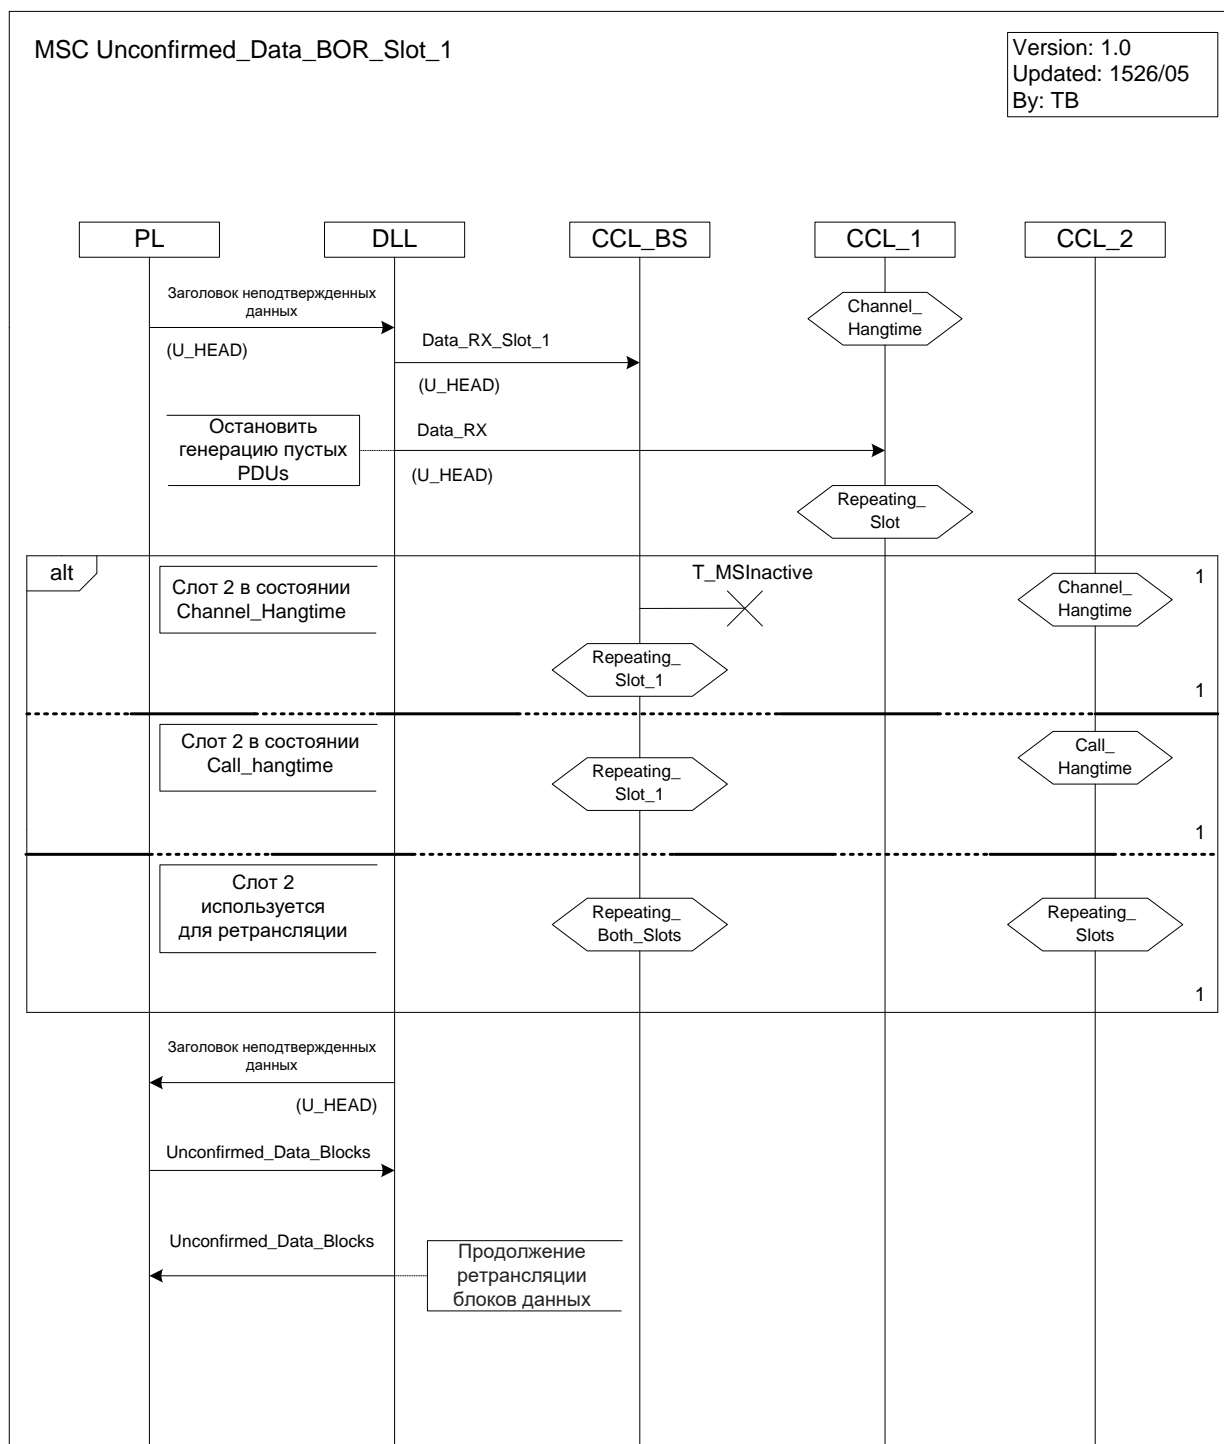 MSC Unconfirmed_Data_BOR_Slot_1
Version: 1.0
Updated: 1526/05
By: TB
PL
DLL
CCL_BS
CCL_1
CCL_2
Заголовок неподтвержденных
данных
(U_HEAD)
Channel_
Hangtime
Data_RX_Slot_1
(U_HEAD)
Остановить
генерацию пустых
PDUs
Data_RX
(U_HEAD)
Repeating_
Slot
alt
Слот 2 в состоянии
Channel_Hangtime
T_MSInactive
Channel_
Hangtime
1
Repeating_
Slot_1
1
Слот 2 в состоянии
Call_hangtime
Repeating_
Slot_1
Call_
Hangtime
1
Слот 2
используется
для ретрансляции
Repeating_
Both_Slots
Repeating_
Slots
1
Заголовок неподтвержденных
данных
(U_HEAD)
Unconfirmed_Data_Blocks
Unconfirmed_Data_Blocks
Продолжение
ретрансляции
блоков данных